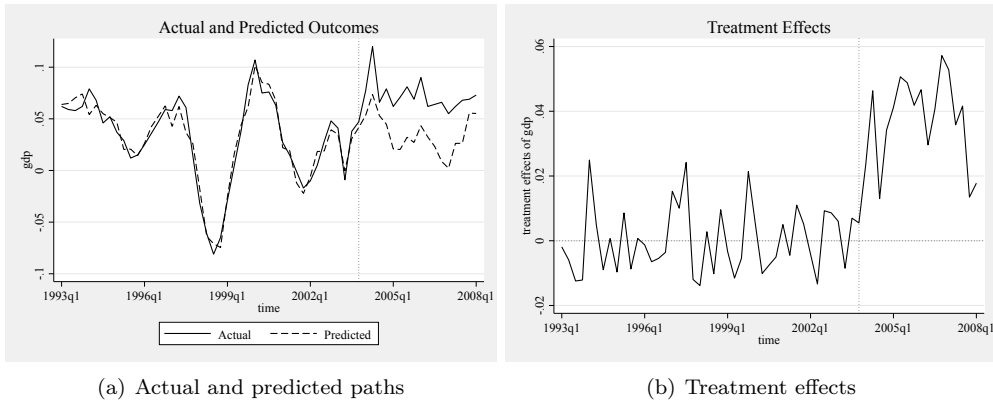 Actual and Predicted Outcomes
gdp
.1
.05
0
-.05
-.1
1993q1 1996q1 1999q1 2002q1 2005q1 2008q1
time
Actual Predicted
(a) Actual and predicted paths
Treatment Effects
treatment effects of gdp
.06
.04
.02
0
-.02
1993q1 1996q1 1999q1 2002q1 2005q1 2008q1
time
(b) Treatment effects